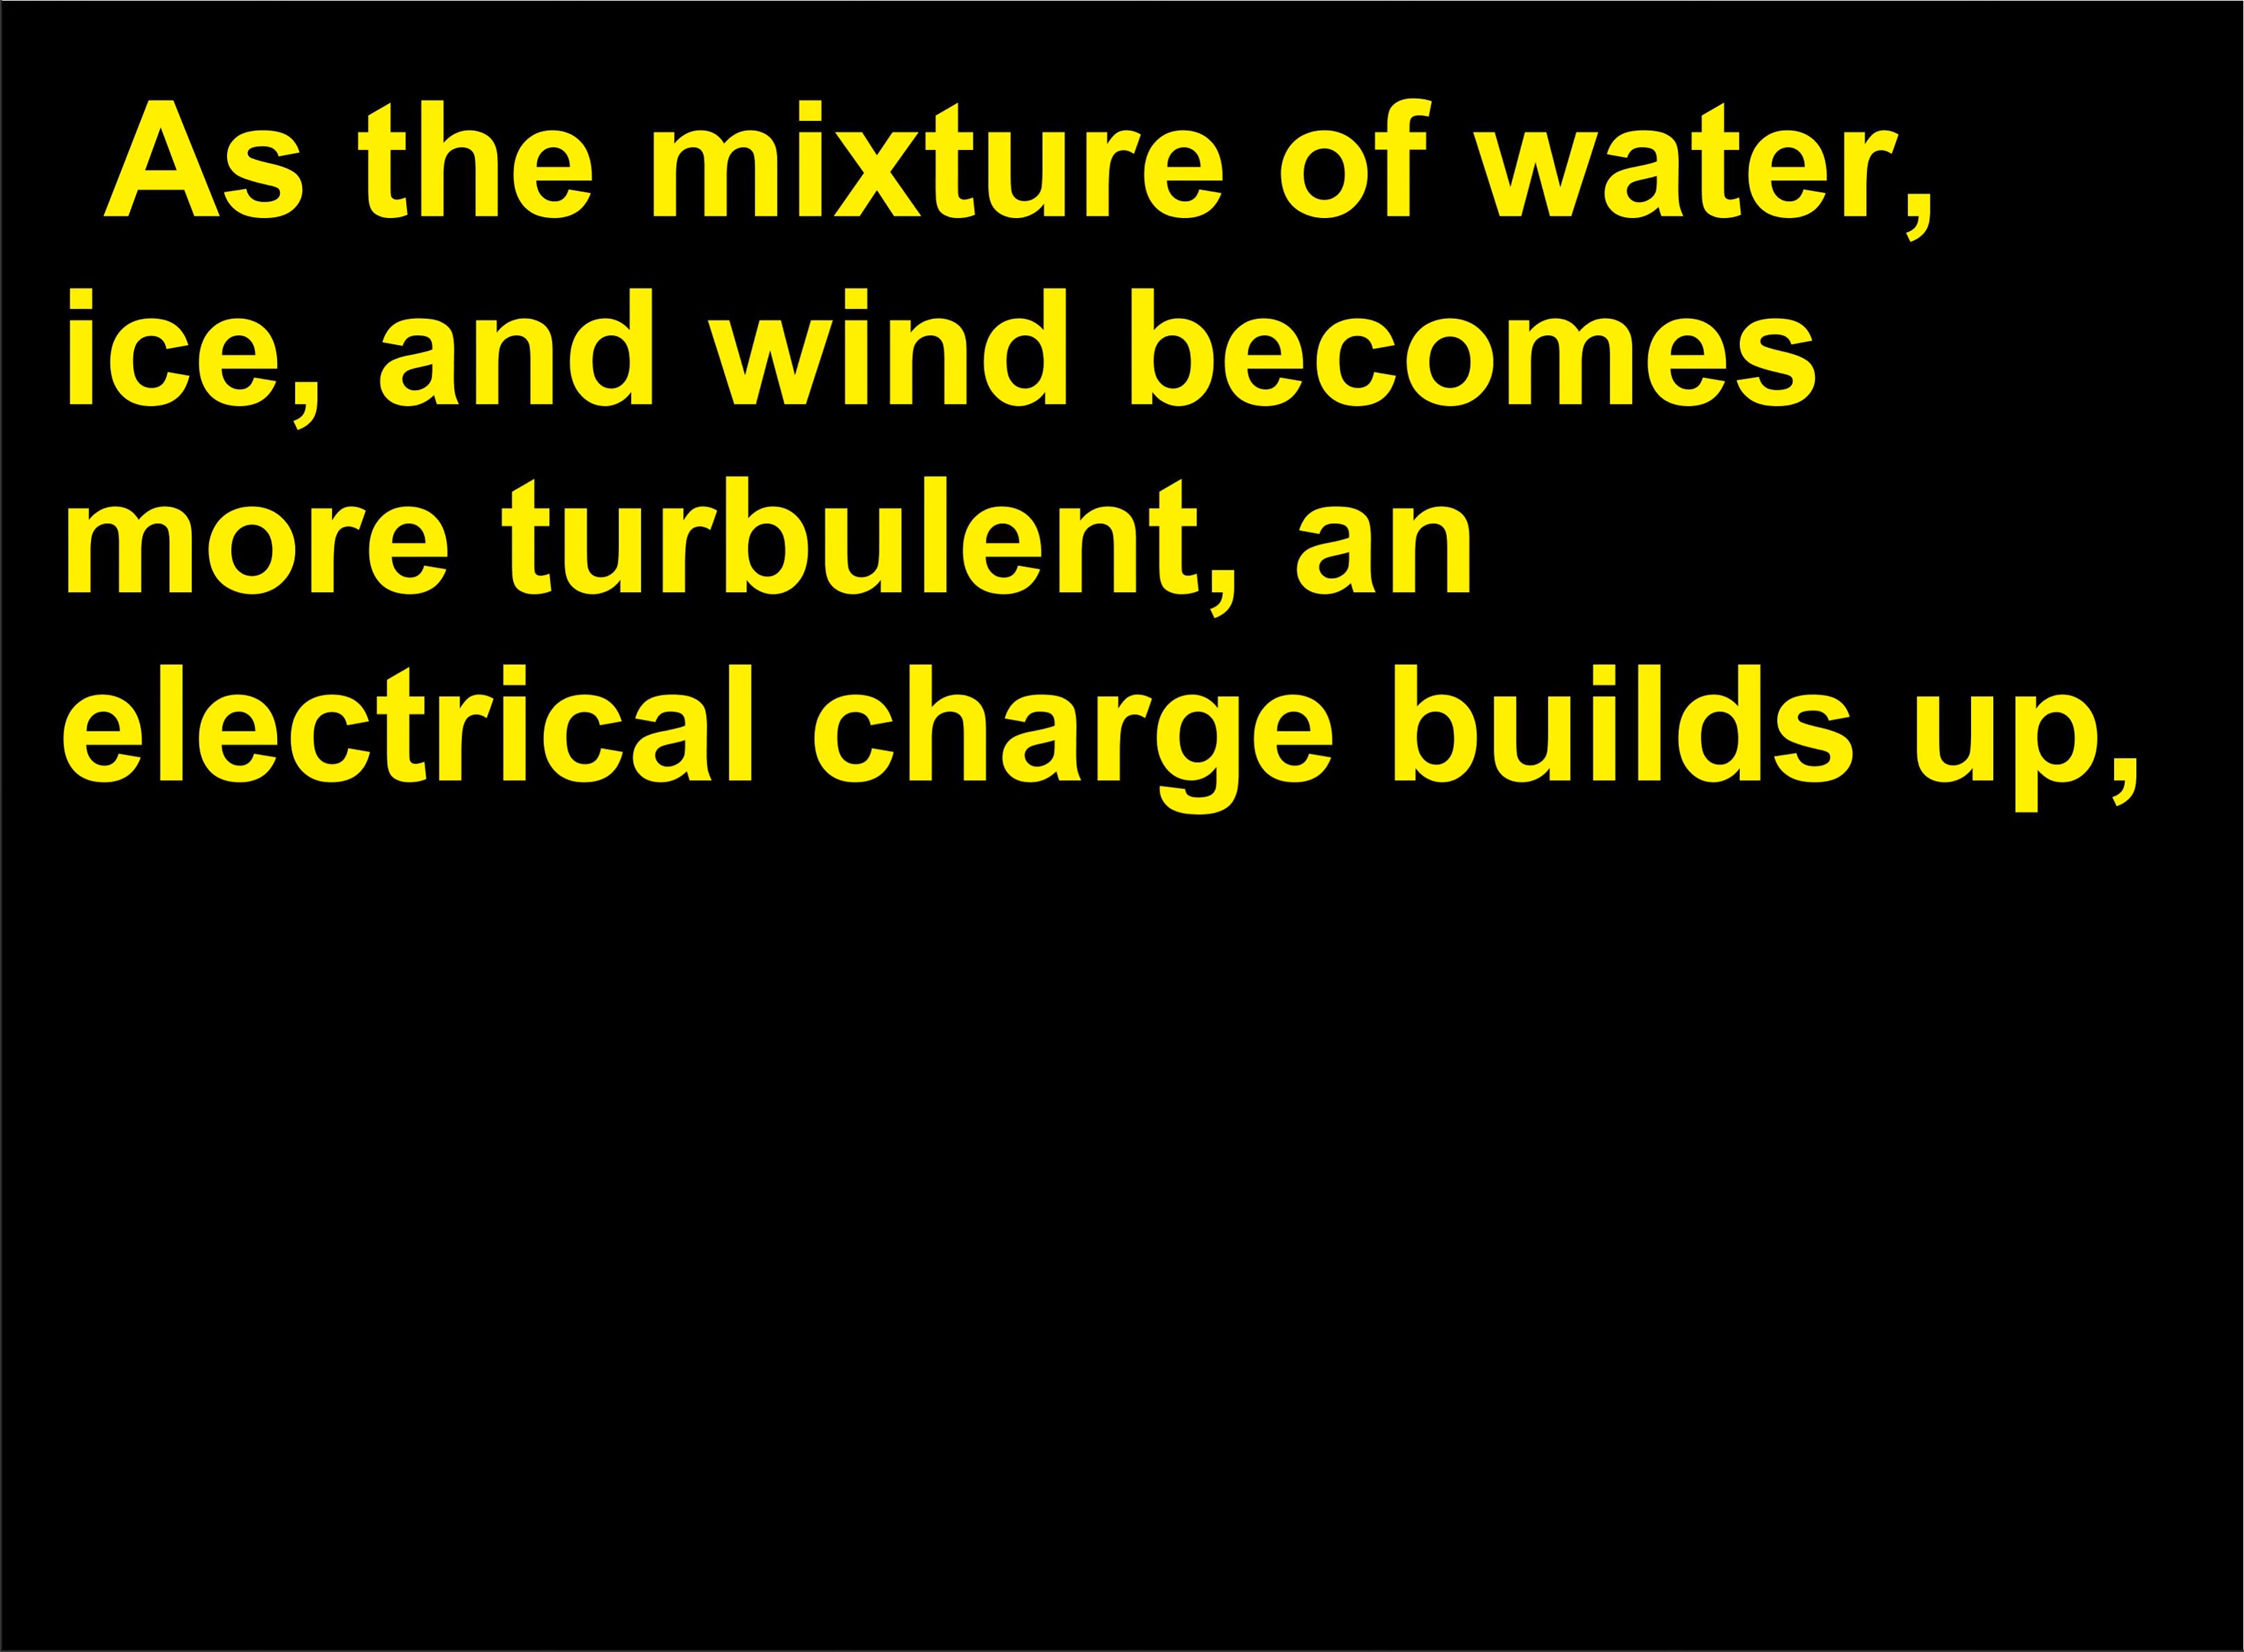 As the mixture of water,
ice, and wind becomes
more turbulent, an
electrical charge builds up,